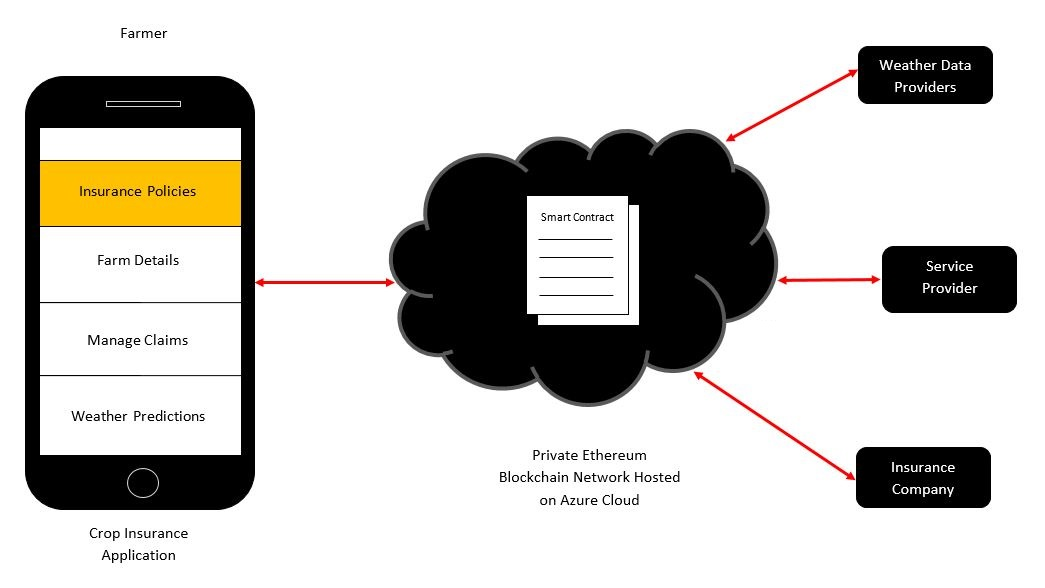 Farmer
Insurance Policies
Farm Details
Manage Claims
Weather Predictions
Crop Insurance
Application
Smart Contract
Private Ethereum
Blockchain Network Hosted
on Azure Cloud
Weather Data
Providers
Service
Provider
Insurance
Company